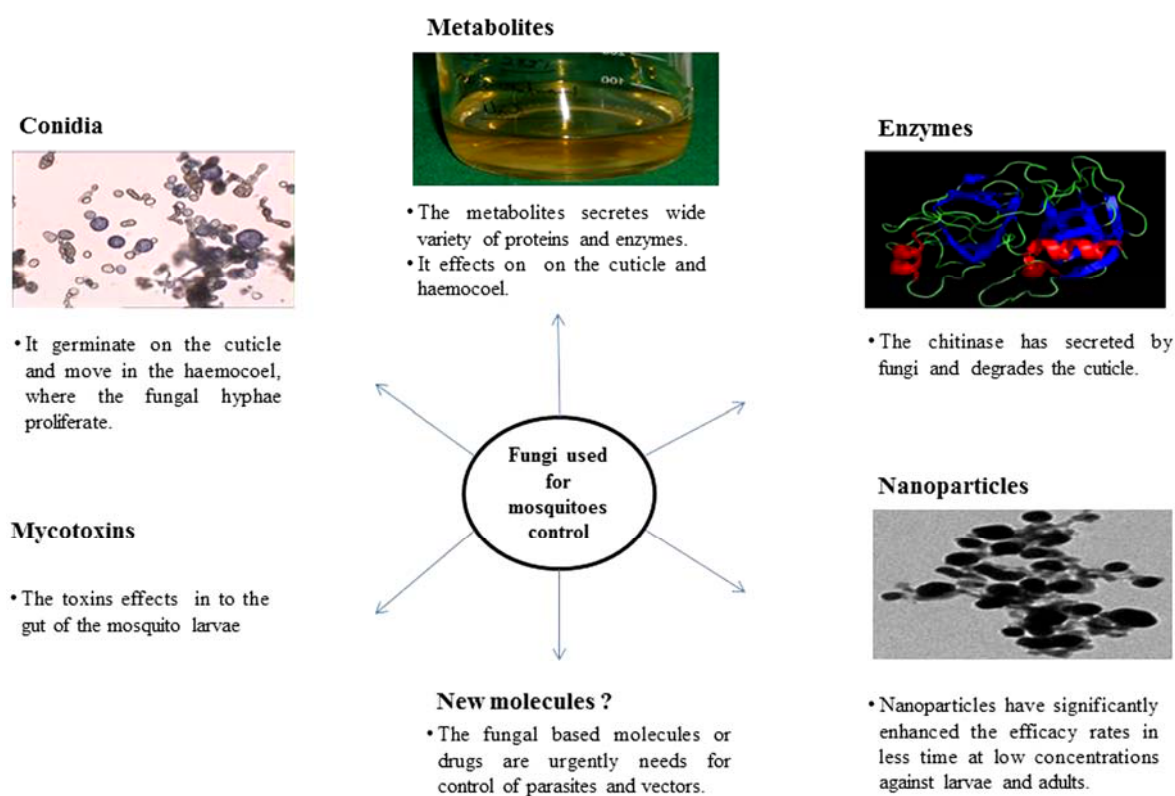 Metabolites
• The metabolites secretes wide
variety of proteins and enzymes.
• It effects on on the cuticle and
haemocoel.
Conidia
• It germinate on the cuticle
and move in the haemocoel,
where the fungal hyphae
proliferate.
Enzymes
• The chitinase has secreted by
fungi and degrades the cuticle.
Fungi used
for
mosquitoes
control
Mycotoxins
• The toxins effects in to the
gut of the mosquito larvae
Nanoparticles
• Nanoparticles have significantly
enhanced the efficacy rates in
less time at low concentrations
against larvae and adults.
New molecules ?
• The fungal based molecules or
drugs are urgently needs for
control of parasites and vectors.
100